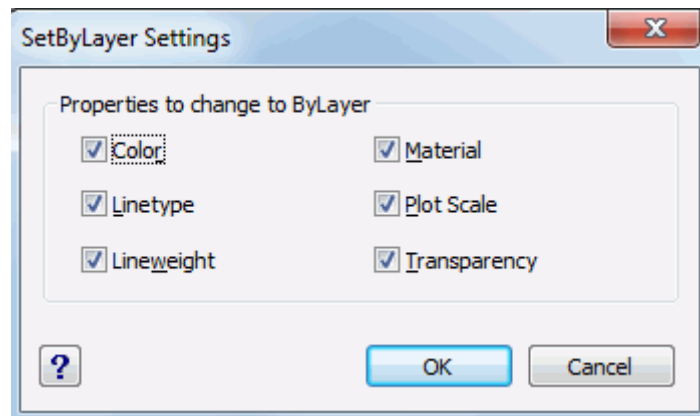 SetByLayer Settings
x
Properties to change to ByLayer
Color
Material
Linetype
Plot Scale
Lineweight
Transparency
?
OK
Cancel